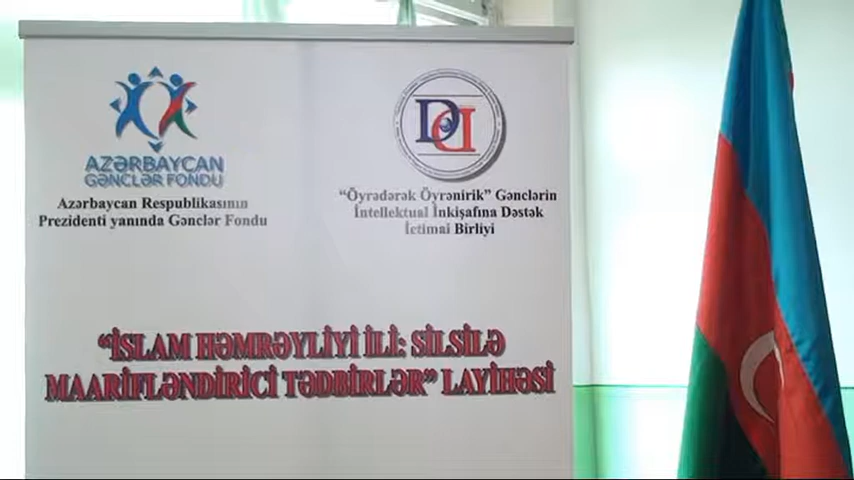 AZƏRBAYCAN
GƏNCLƏR FONDU
Azərbaycan Respublikasının
Prezidenti yanında Gənclər Fondu
"Öyrədərək Öyrənirik" Gənclərin
İntellektual İnkişafına Dəstək
İctimai Birliyi
"İSLAM HƏMRƏYLİYİ İLİ: SİLSİLƏ
MAARİFLƏNDİRİCİ TƏDBİRLƏR" LAYİHƏSİ